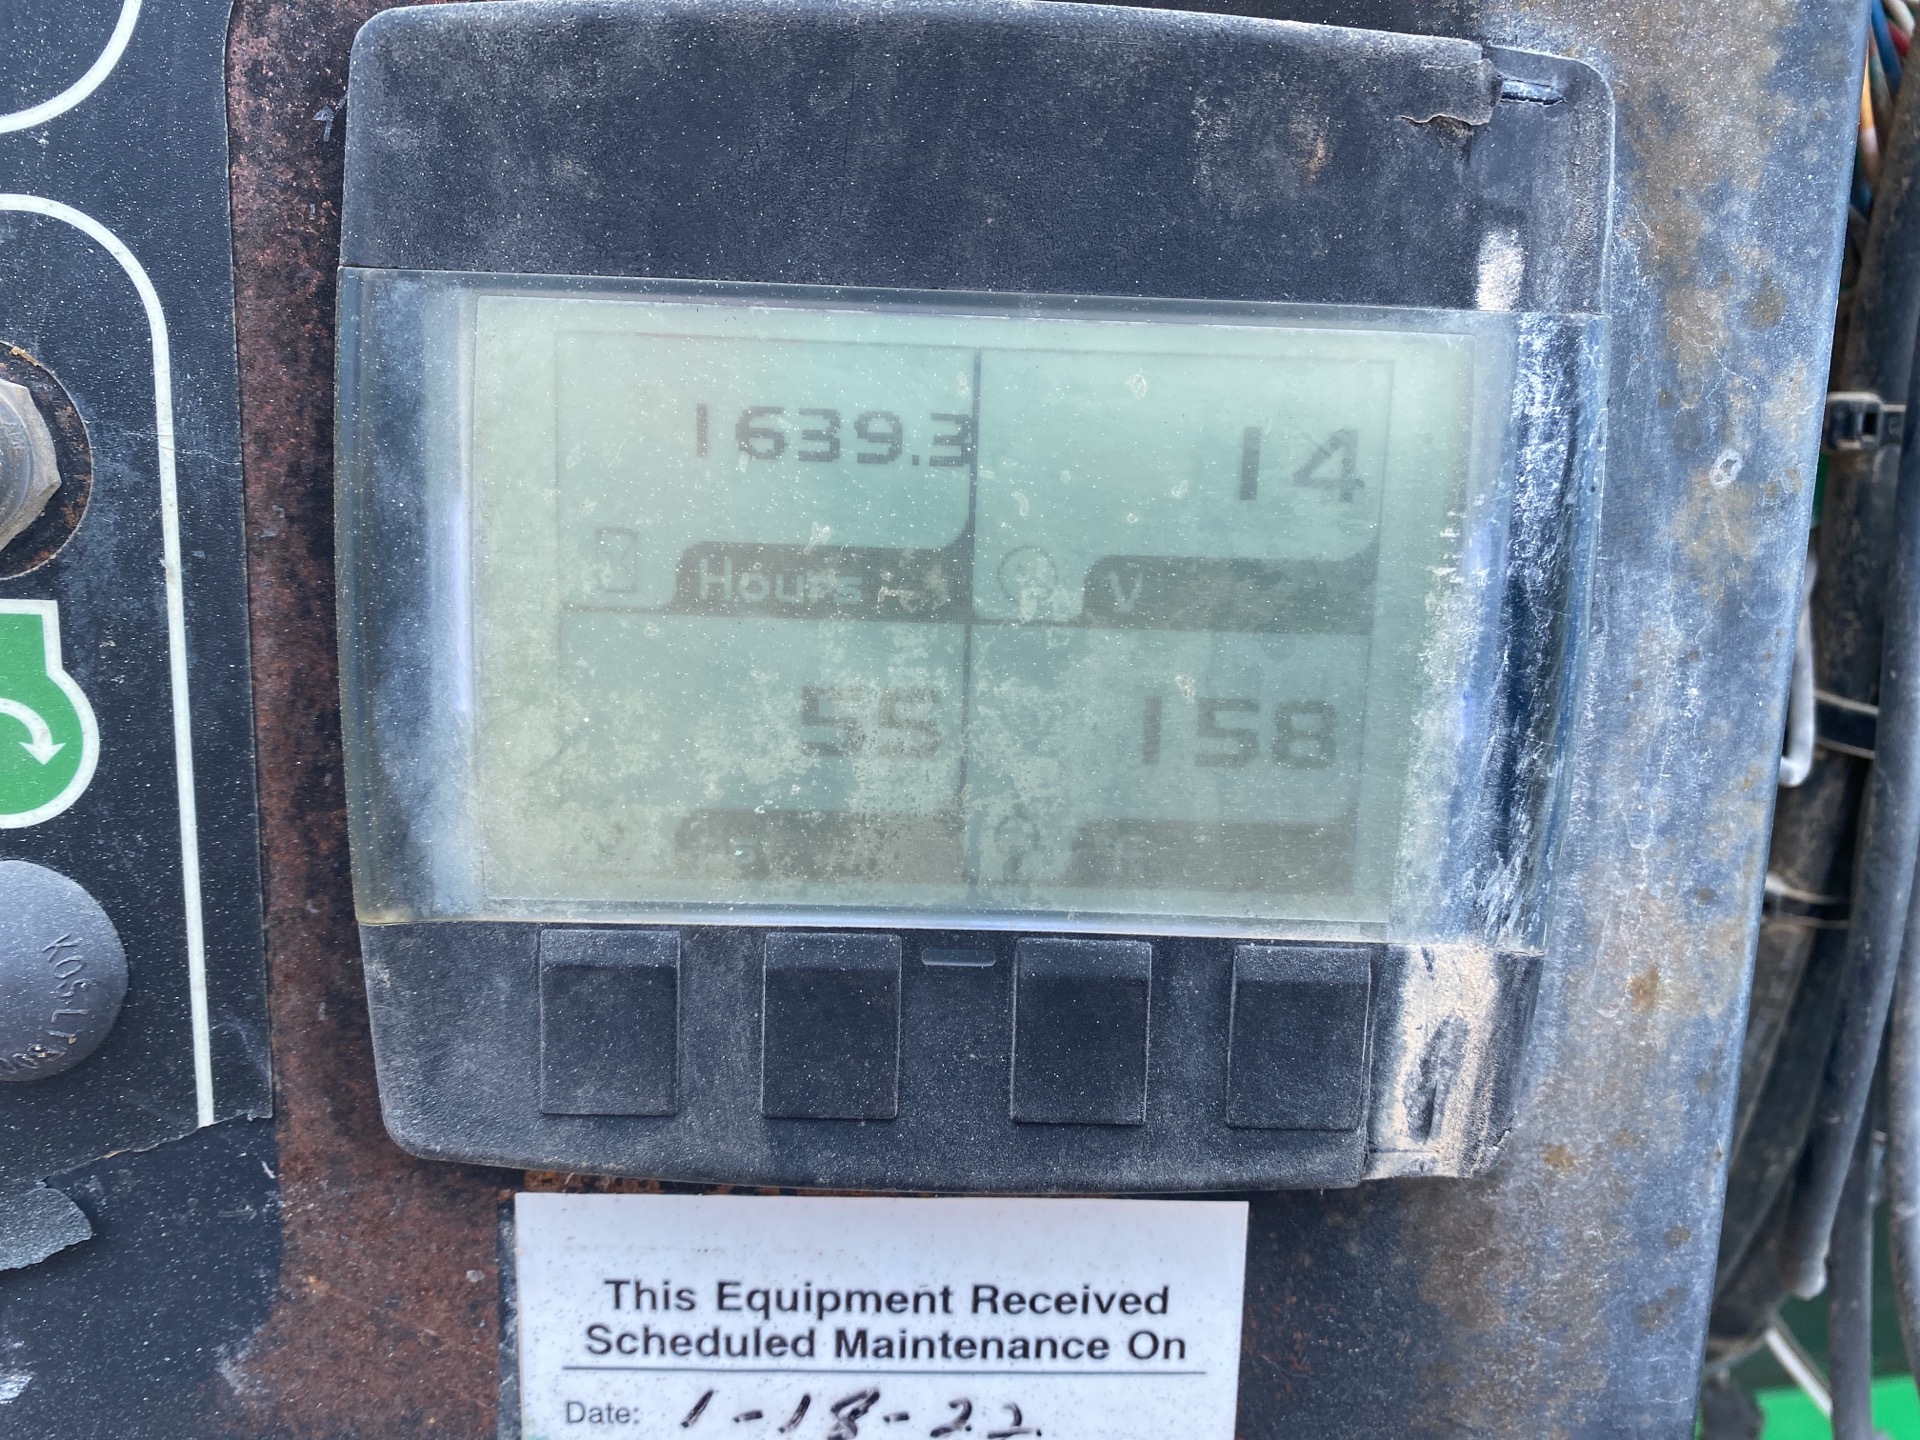 1639.3
14
Hours
V
55
158
F
This Equipment Received
Scheduled Maintenance On
Date: 1-18-22